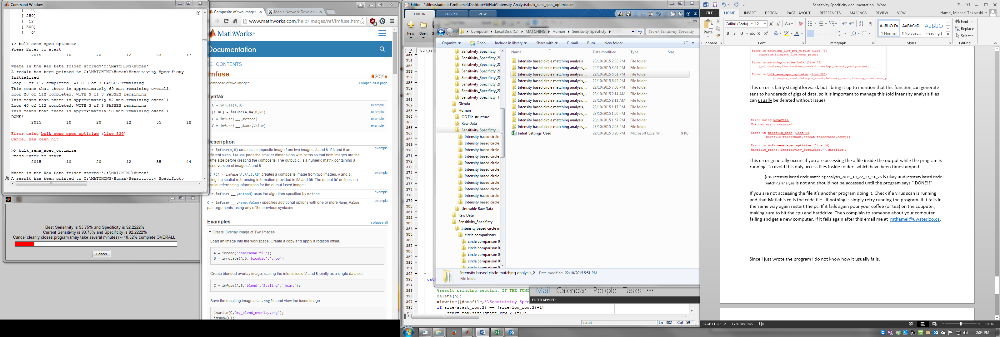 Command Window
[ 0]
[ 250]
[ 12]
[ 500]
[ 0]
>> bulk_sens_spec_optimize
Press Enter to start
2015 10 20 12 53 17
Where is the Raw Data folder stored?'C:\MATCHING\Human'
A result has been printed to C:\MATCHING\Human\Sensitivity_Specificty
Initialized
Loop 1 of 112 completed. WITH 3 of 3 PASSES remaining
This means that there is approximately 69 min remaining overall.
Loop 20 of 112 completed. WITH 3 of 3 PASSES remaining
This means that there is approximately 52 min remaining overall.
Loop 40 of 112 completed. WITH 3 of 3 PASSES remaining
This means that there is approximately 50 min remaining overall.
DONE!!
2015 10 20 12 55 18
Error using bulk_sens_spec_optimize (line 339)
Cancel has been hit
>> bulk_sens_spec_optimize
Press Enter to start
2015 10 20 12 55 44
Where is the Raw Data folder stored?'C:\MATCHING\Human'
fx A result has been printed to C:\MATCHING\Human\Sensitivity_Specificty
Best Sensitivity is 93.75% and Specificity is 92.2222%
Current Sensitivity is 93.75% and Specificity is 92.2222%
Cancel cleanly closes program (may take several minutes) -- 40.52% complete OVERALL.
Cancel
Composite of two images
Map a Network Drive on
www.mathworks.com/help/images/ref/imfuse.htm
MathWorks®
Documentation
CONTENTS
imfuse
R2015b
Composite of two images
collapse all in page
Syntax
C = imfuse(A,B) example
[C RC] = imfuse(A,RA,B,RB) example
C = imfuse(__,method) example
C = imfuse(__,Name,Value) example
Description
= imfuse(A,B) creates a composite image from two images, A and B. If A and B are example
different sizes, imfuse pads the smaller dimensions with zeros so that both images are the
same size before creating the composite. The output, C, is a numeric matrix containing a
fused version of images A and B.
[C RC] = imfuse(A,RA,B,RB) creates a composite image from two images, A and B, example
using the spatial referencing information provided in RA and RB. The output RC defines the
spatial referencing information for the output fused image C.
= imfuse(__,method) uses the algorithm specified by method. example
C = imfuse(__,Name,Value) specifies additional options with one or more Name,Value example
pair arguments, using any of the previous syntaxes.
Examples
collapse all
Create Overlay Image of Two Images
Load an image into the workspace. Create a copy and apply a rotation offset.
A = imread('cameraman.tif');
B = imrotate(A,5,'bicubic','crop');
Create blended overlay image, scaling the intensities of A and B jointly as a single data set.
C = imfuse(A,B,'blend','Scaling','joint');
Save the resulting image as a .png file and view the fused image.
imwrite(C,'my_blend_overlay.png');
imshow(C);
Editor - \\files\students$\mthamel\Desktop\GitHub\Intensity-Analysis\bulk_sens_spec_optimize.m
EDITOR PUBLISH VIEW
New Open
+3 bulk_sen
Computer Local Disk (C:) MATCHING Human Sensitivity_Specificty
Search Sensitivity_Specificty
Organize Open Include in library Share with E-mail Burn New folder
Name Date modified Type Size
Intensity based circle matching analysis 23/10/2015 2:03 PM File folder
Intensity based circle matching analysis_... 22/10/2015 3:54 PM File folder
Intensity based circle matching analysis_... 22/10/2015 5:51 PM File folder
Intensity based circle matching analysis_... 22/10/2015 6:42 PM File folder
Intensity based circle matching analysis_... 22/10/2015 7:08 PM File folder
Intensity based circle matching analysis_... 23/10/2015 2:14 AM File folder
Intensity based circle matching analysis_... 23/10/2015 8:11 AM File folder
Intensity based circle matching analysis_... 23/10/2015 1:17 PM File folder
Intensity based circle matching analysis_... 23/10/2015 1:50 PM File folder
Intensity based circle matching analysis_... 23/10/2015 1:57 PM File folder
Intensity based circle matching analysis_... 23/10/2015 2:03 PM File folder
Initial_Settings_Used 22/10/2015 3:26 PM Microsoft Excel W... 9 KB
Sensitivity_Specificty
Sensitivity_Specificty_20
Sensitivity_Specificty_20
Sensitivity_Specificty_20
Sensitivity_Specificty_20
Sensitivity_Specificty_20
Sensitivity_Specificty_20
Sensitivity_Specificty_T
Glenda
Human
OG File structure
Raw Data
Sensitivity_Specificty
Intensity based circle
Intensity based circle
Intensity based circle
Intensity based circle
Intensity based circle
Intensity based circle
Intensity based circle
Intensity based circle
Intensity based circle
Intensity based circle
Intensity based circle
Unusable Raw Data
Raw Data
Sensitivity_Specificty
Intensity based circle m
circle comparisons
circle comparison 0
circle comparison 0
circle comparison 0
circle comparison 0
circle comparison 0
Intensity based circle matching analysis_2... Date modified: 22/10/2015 5:51 PM
File folder
353
354
355
356
357
358
359
360
361
362
363
364
365
366
367
368
369
370
371
372
373
374
375
376
377
378
379
380
381
382
383
384
385
386
387
388
389
390
391
392
393 cat
394
395 %result printing section. IF THE FUNC
396 delete(h);
397 xlswrite([datafile,'\Sensitivity_Spec
398 if size(start_row,2) == (size(low_row,2)+1)
399 start_row(size(start_row,2))=[];
Mail Calendar People Tasks ···
FILTER APPLIED
script Ln 382 Col 59
Sensitivity Specificity documentation - Word
FILE HOME INSERT DESIGN PAGE LAYOUT REFERENCES MAILINGS REVIEW VIEW
Hamel, Michael Tokiyoshi
Paste
Calibri (Body) 12
AaBbCcDc AaBbCcDc AaBbCc
¶ Normal ¶ No Spac... Heading 1
Find
Replace
Select
Clipboard Font Paragraph Styles Editing
Error in matching_flor_pol_circle (line 79)
copyfile(filepath_flor,comp_path);
Error in matching_circler_bulk (line 76)
[pol_boolean,flor_boolean,overall_overlap_present,good_present, ...
Error in bulk_sens_spec_optimize (line 280)
[truepos_count,falsepos_count,falseneg_count,trueneg_count,sens_p
This error is fairly straightforward, but I bring it up to mention that this function can generate
tens to hundereds of gigs of data, so it is important to manage this (old Intensity analysis files
can usually be deleted without issue)
Error using movefile
Unknown error occurred.
Error in makefile_path (line 28)
movefile(foldername,strcat(foldername,cstr));
Error in bulk_sens_spec_optimize (line 10)
makefile_path('Sensitivity_Specificty',datafile);
This error generally occurs if you are accessing the a file inside the output while the program is
running. To avoid this only access files inside folders which have been timestamped
(ex. Intensity based circle matching analysis_2015_10_22_17_51_25 is okay and Intensity based circle
matching analysis is not and should not be accessed until the program says “ DONE!!”
If you are not accessing the file it’s another program doing it. Check if a virus scan is running
and that Matlab’s cd is the code file. If nothing is simply retry running the program. If it fails in
the same way again restart the pc. If it fails again pour your coffee (or tea) on the couputer,
making sure to hit the cpu and harddrive. Then complain to someone about your computer
failing and get a new computer. If it fails again after this email me at mthamel@uwaterloo.ca.
Since I just wrote the program I do not know how it usually fails.
PAGE 11 OF 12 1730 WORDS
100%
2:04 PM